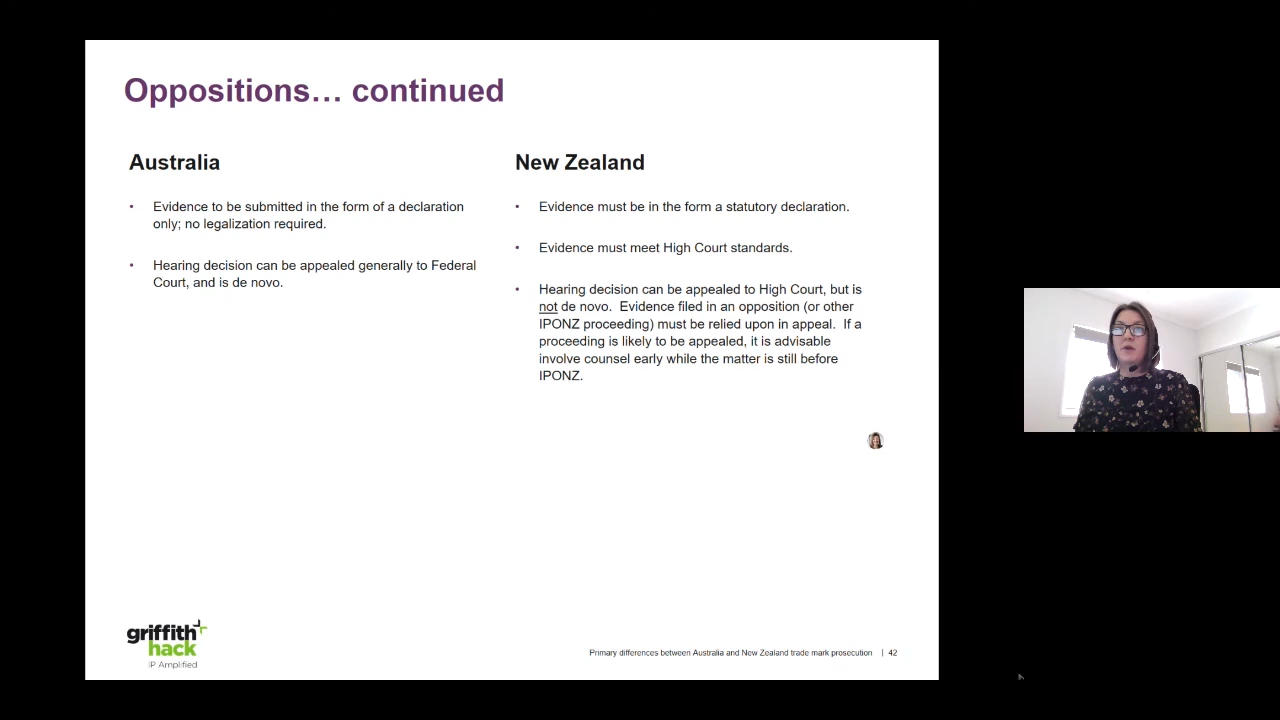 Oppositions… continued
Australia
• Evidence to be submitted in the form of a declaration
only; no legalization required.
• Hearing decision can be appealed generally to Federal
Court, and is de novo.
New Zealand
• Evidence must be in the form a statutory declaration.
• Evidence must meet High Court standards.
• Hearing decision can be appealed to High Court, but is
not de novo. Evidence filed in an opposition (or other
IPONZ proceeding) must be relied upon in appeal. If a
proceeding is likely to be appealed, it is advisable
involve counsel early while the matter is still before
IPONZ.
griffith
hack
IP Amplified
Primary differences between Australia and New Zealand trade mark prosecution | 42